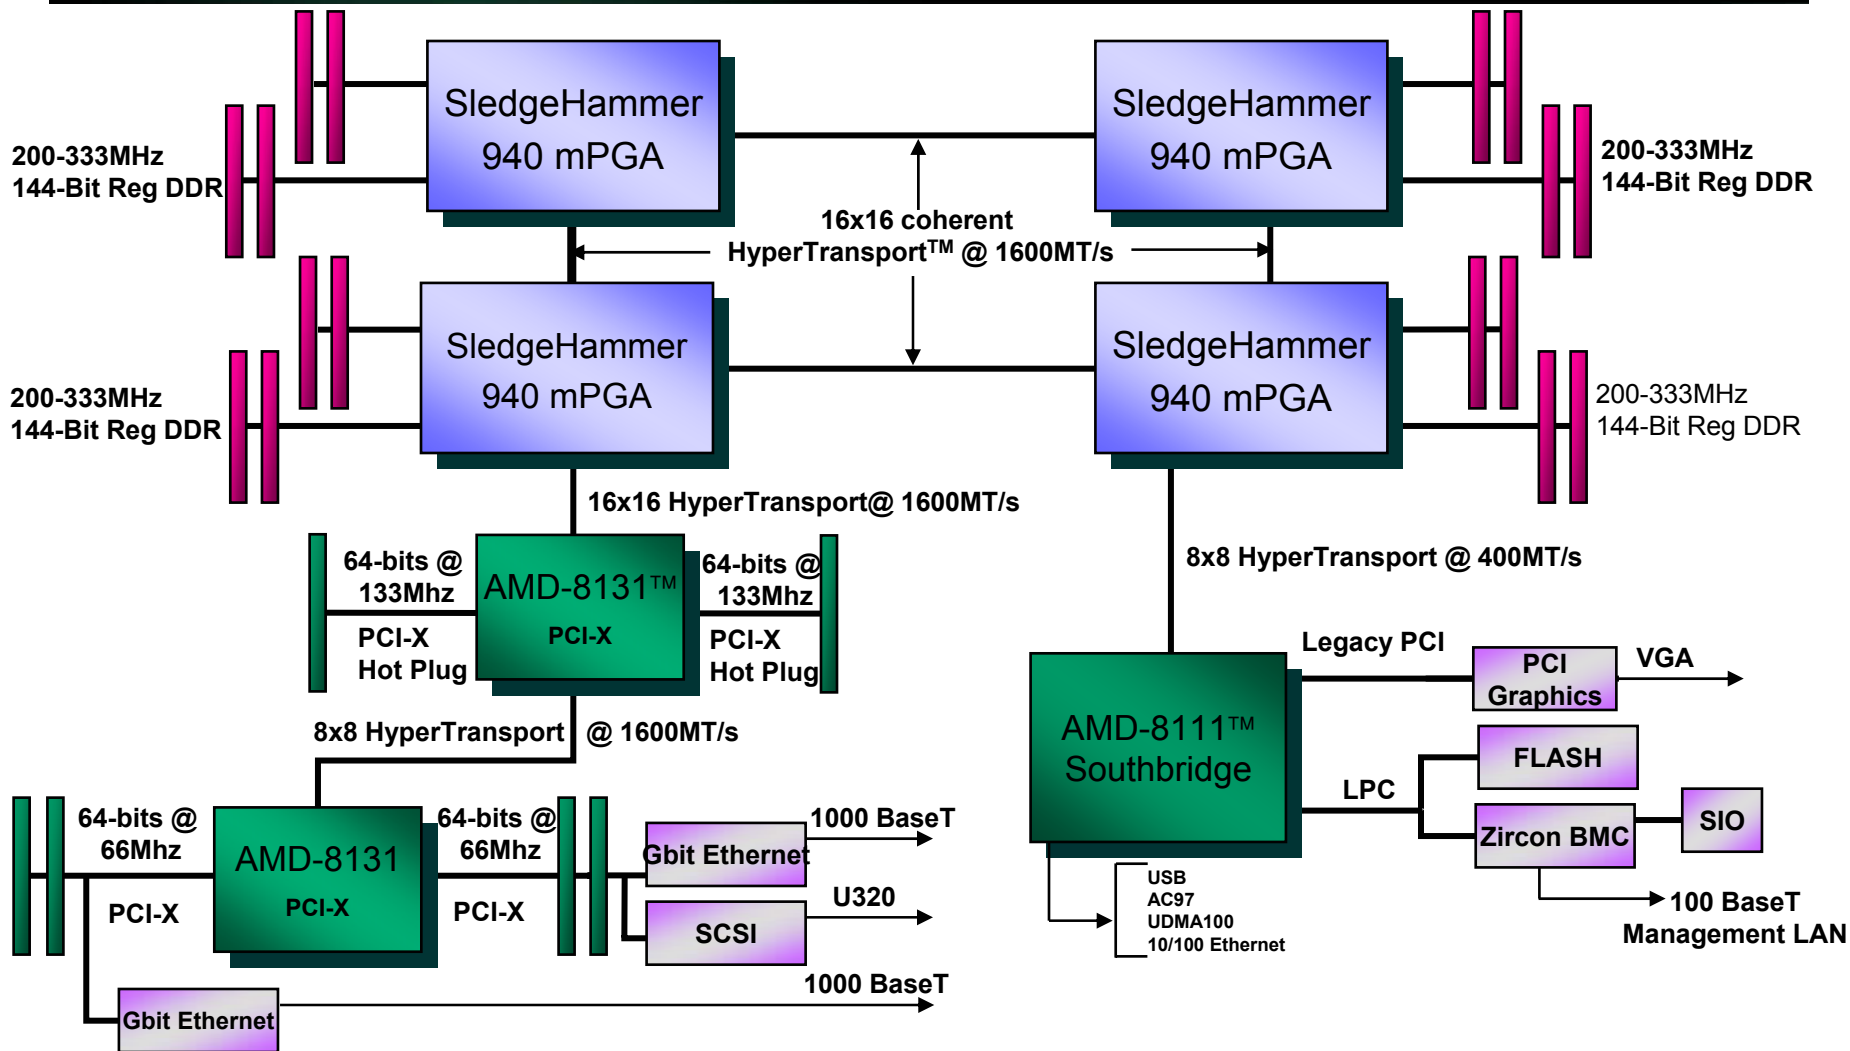 SledgeHammer
940 mPGA
SledgeHammer
940 mPGA
200-333MHz
144-Bit Reg DDR
200-333MHz
144-Bit Reg DDR
16x16 coherent
HyperTransport™ @ 1600MT/s
SledgeHammer
940 mPGA
SledgeHammer
940 mPGA
200-333MHz
144-Bit Reg DDR
200-333MHz
144-Bit Reg DDR
16x16 HyperTransport@ 1600MT/s
8x8 HyperTransport @ 400MT/s
64-bits @
133Mhz
PCI-X
Hot Plug
AMD-8131™
PCI-X
64-bits @
133Mhz
PCI-X
Hot Plug
8x8 HyperTransport @ 1600MT/s
Legacy PCI
PCI
Graphics
VGA
AMD-8111™
Southbridge
FLASH
LPC
Zircon BMC
SIO
100 BaseT
Management LAN
USB
AC97
UDMA100
10/100 Ethernet
64-bits @
66Mhz
PCI-X
AMD-8131
PCI-X
64-bits @
66Mhz
PCI-X
Gbit Ethernet
1000 BaseT
SCSI
U320
Gbit Ethernet
1000 BaseT